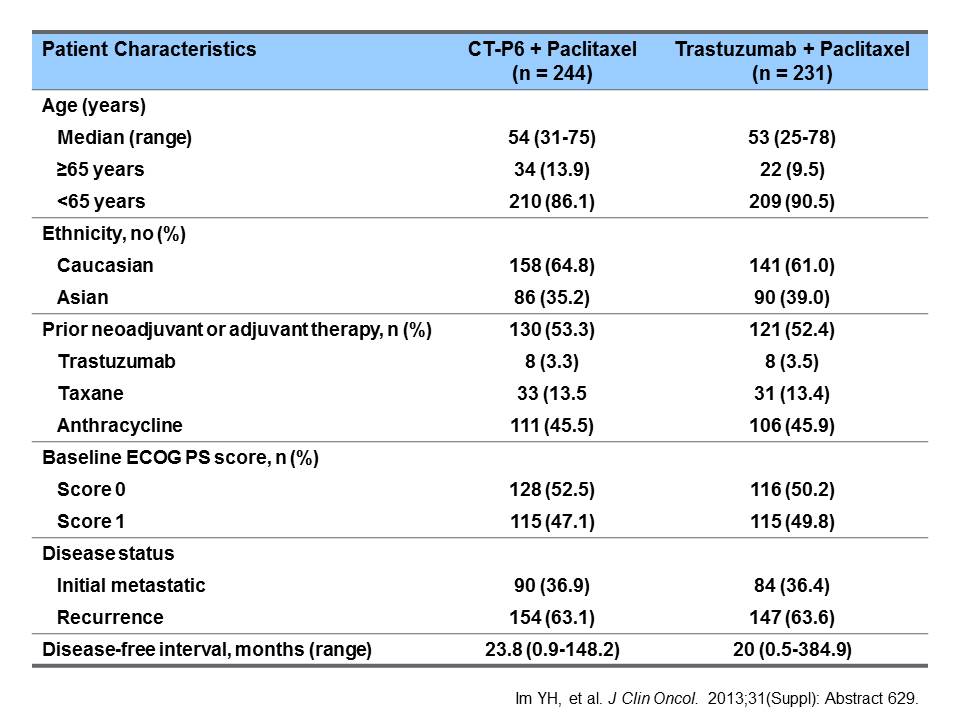 Patient Characteristics CT-P6 + Paclitaxel Trastuzumab + Paclitaxel
(n = 244) (n = 231)
Age (years)
Median (range) 54 (31-75) 53 (25-78)
≥65 years 34 (13.9) 22 (9.5)
<65 years 210 (86.1) 209 (90.5)
Ethnicity, no (%)
Caucasian 158 (64.8) 141 (61.0)
Asian 86 (35.2) 90 (39.0)
Prior neoadjuvant or adjuvant therapy, n (%) 130 (53.3) 121 (52.4)
Trastuzumab 8 (3.3) 8 (3.5)
Taxane 33 (13.5 31 (13.4)
Anthracycline 111 (45.5) 106 (45.9)
Baseline ECOG PS score, n (%)
Score 0 128 (52.5) 116 (50.2)
Score 1 115 (47.1) 115 (49.8)
Disease status
Initial metastatic 90 (36.9) 84 (36.4)
Recurrence 154 (63.1) 147 (63.6)
Disease-free interval, months (range) 23.8 (0.9-148.2) 20 (0.5-384.9)
Im YH, et al. J Clin Oncol. 2013;31(Suppl): Abstract 629.